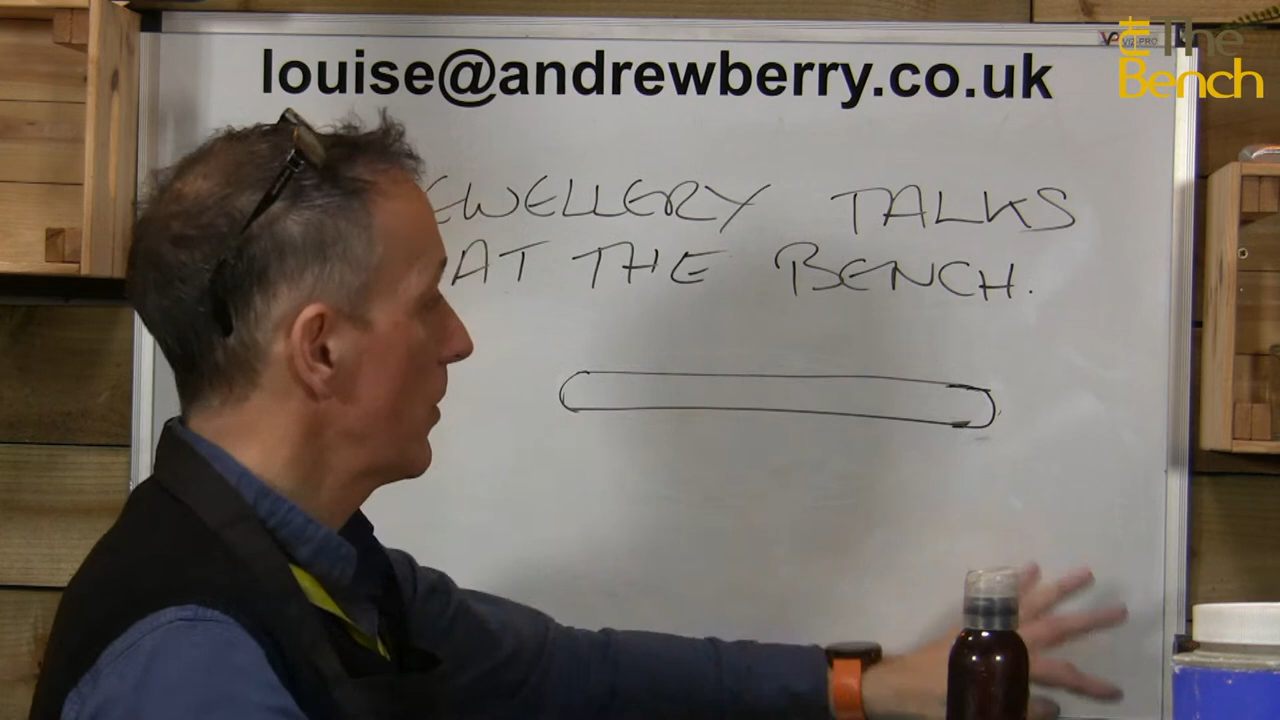 louise@andrewberry.co.uk
The
Bench
EWELLERY TALKS
AT THE BENCH.